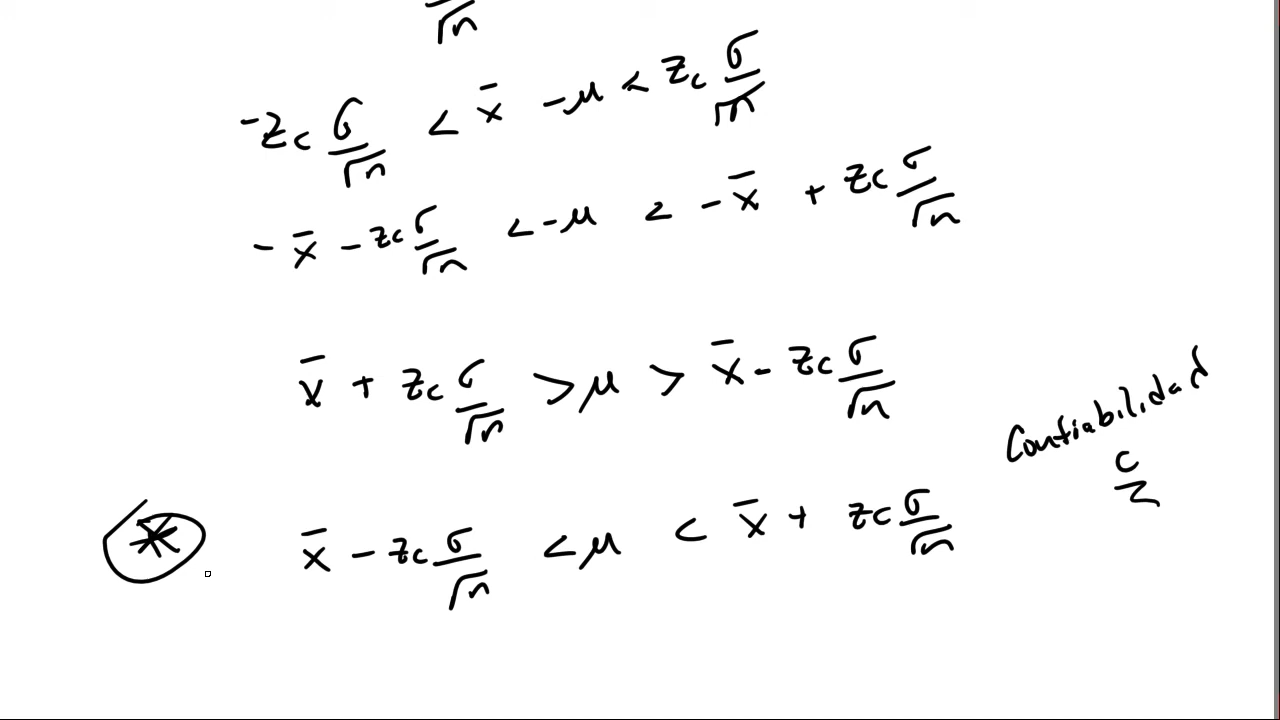 √n
-zc σ/√n < x̄ - μ < zc σ/√n
- x̄ - zc σ/√n < -μ < - x̄ + zc σ/√n
x̄ + zc σ/√n > μ > x̄ - zc σ/√n
Confiabilidad
c
x̄ - zc σ/√n < μ < x̄ + zc σ/√n